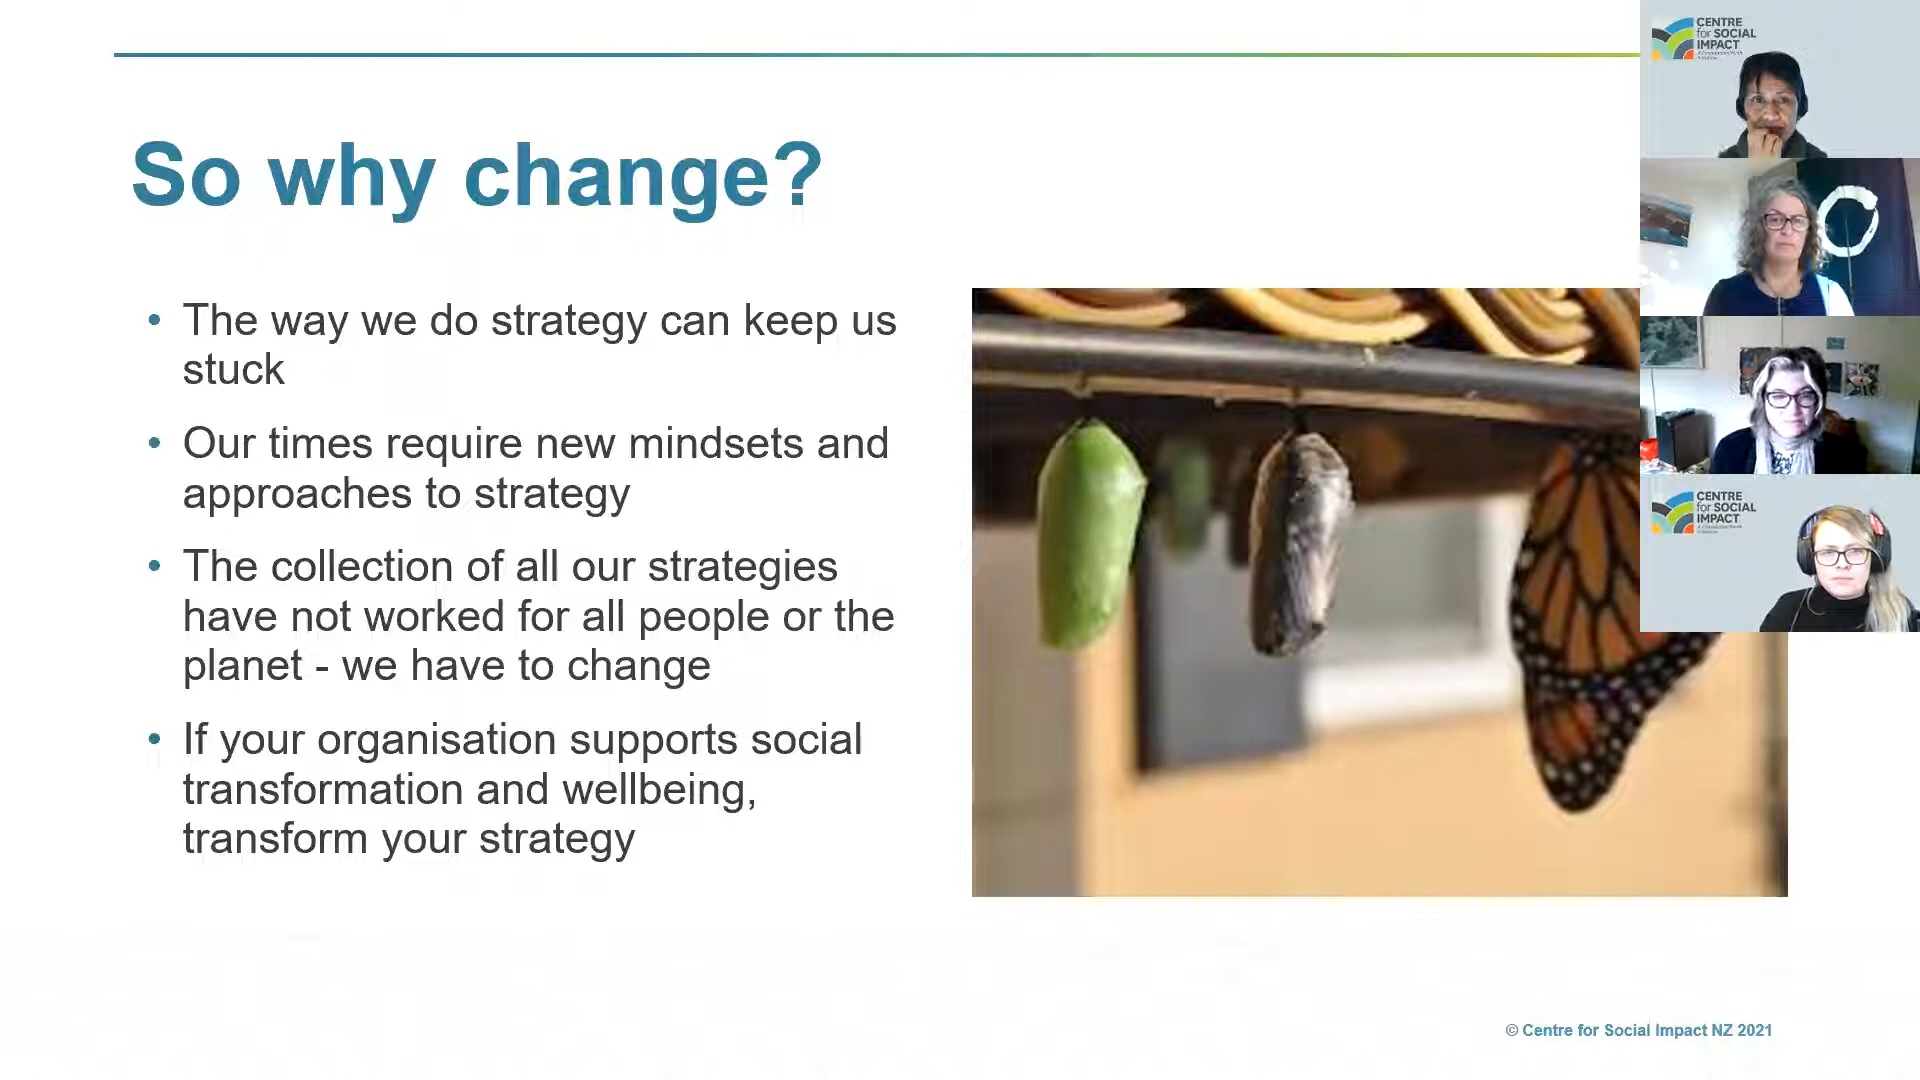 So why change?
• The way we do strategy can keep us
stuck
• Our times require new mindsets and
approaches to strategy
• The collection of all our strategies
have not worked for all people or the
planet - we have to change
• If your organisation supports social
transformation and wellbeing,
transform your strategy
CENTRE
for SOCIAL
IMPACT
CENTRE
for SOCIAL
IMPACT
© Centre for Social Impact NZ 2021